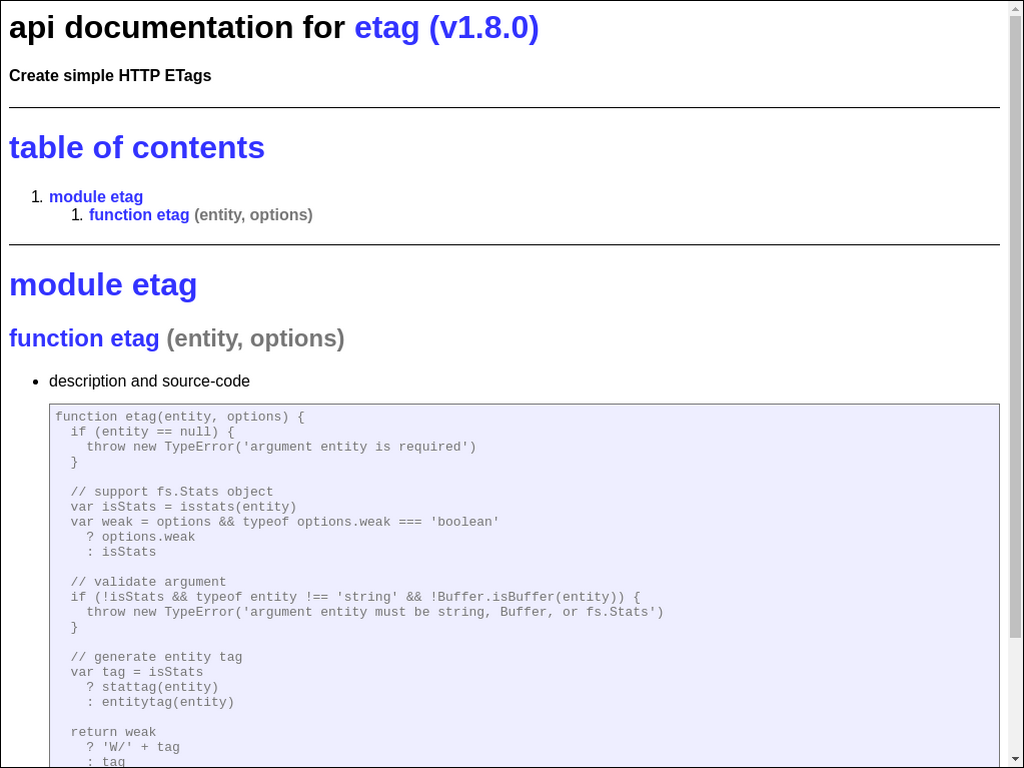 api documentation for etag (v1.8.0)
Create simple HTTP ETags
table of contents
1. module etag
1. function etag (entity, options)
module etag
function etag (entity, options)
• description and source-code
function etag(entity, options) {
  if (entity == null) {
    throw new TypeError('argument entity is required')
  }

  // support fs.Stats object
  var isStats = isstats(entity)
  var weak = options && typeof options.weak === 'boolean'
    ? options.weak
    : isStats

  // validate argument
  if (!isStats && typeof entity !== 'string' && !Buffer.isBuffer(entity)) {
    throw new TypeError('argument entity must be string, Buffer, or fs.Stats')
  }

  // generate entity tag
  var tag = isStats
    ? stattag(entity)
    : entitytag(entity)

  return weak
    ? 'W/' + tag
    : tag